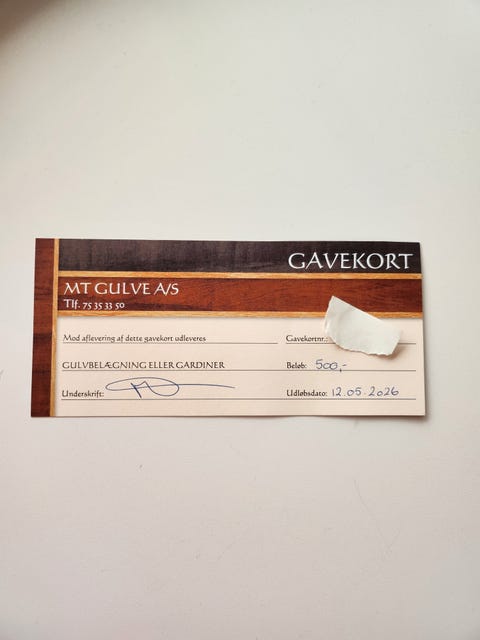 GAVEKORT
MT GULVE A/S
Tlf. 75 35 33 50
Mod aflevering af dette gavekort udleveres
Gavekortnr.:
GULVBELÆGNING ELLER GARDINER
Beløb: 500,-
Underskrift:
Udløbsdato: 12.05.2026